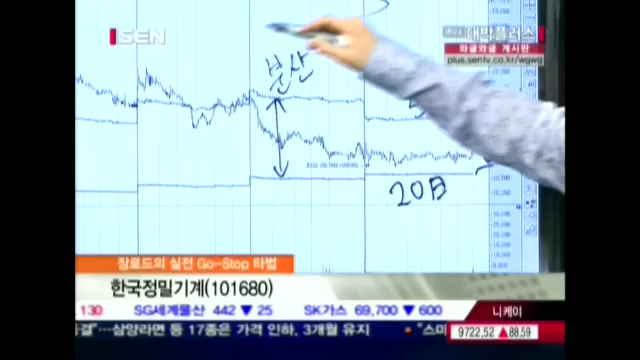 iSEN
대박플러스
와글와글 게시판
plus.sentv.co.kr/wgwg
분산
20日
장로드의 실전 Go-Stop 타법
한국정밀기계(101680)
130 SG세계물산 442 ▼ 25 SK가스 69,700 ▼ 600
니케이
삼양라면 등 17종은 가격 인하, 3개월 유지
9722.52 ▲ 88.59